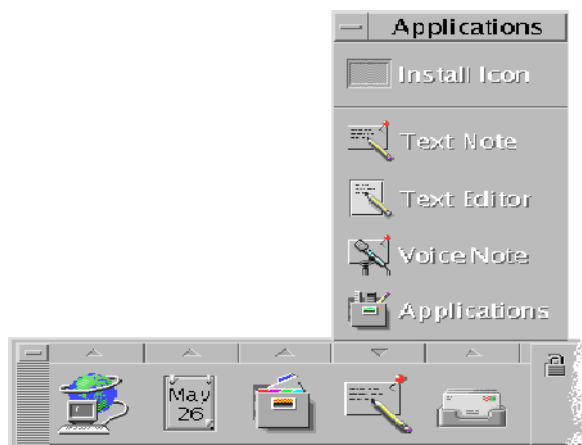 Applications
Install Icon
Text Note
Text Editor
Voice Note
Applications
May
26